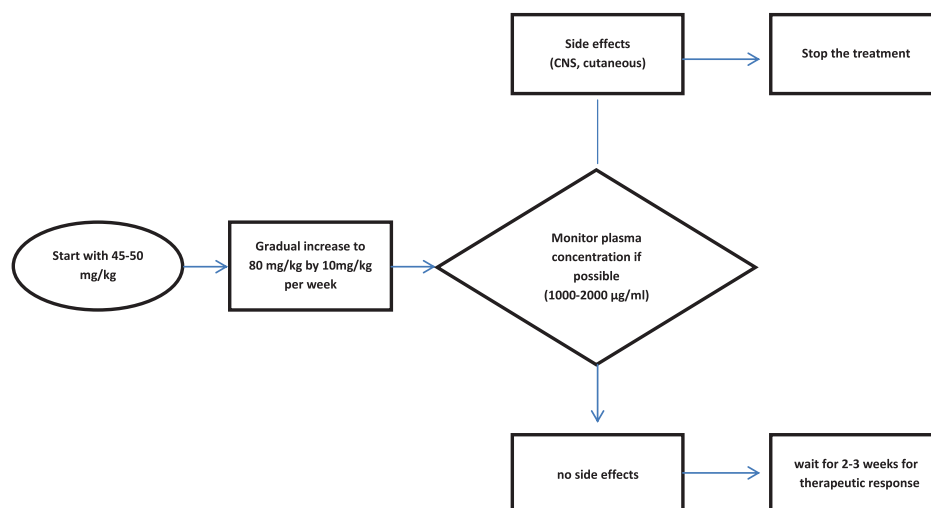 Side effects
(CNS, cutaneous)
Stop the treatment
Start with 45-50
mg/kg
Gradual increase to
80 mg/kg by 10mg/kg
per week
Monitor plasma
concentration if
possible
(1000-2000 µg/ml)
no side effects
wait for 2-3 weeks for
therapeutic response